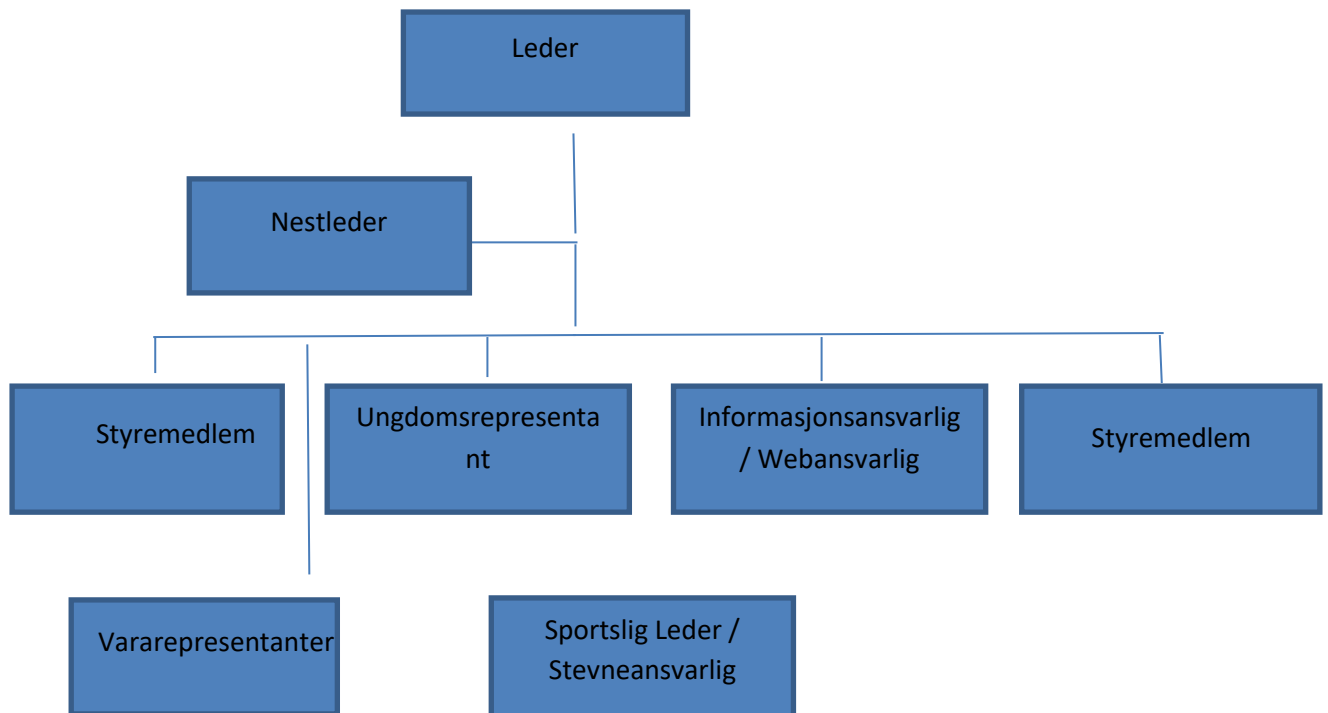 Leder
Nestleder
Styremedlem
Ungdomsrepresenta
nt
Informasjonsansvarlig
/ Webansvarlig
Styremedlem
Vararepresentanter
Sportslig Leder /
Stevneansvarlig